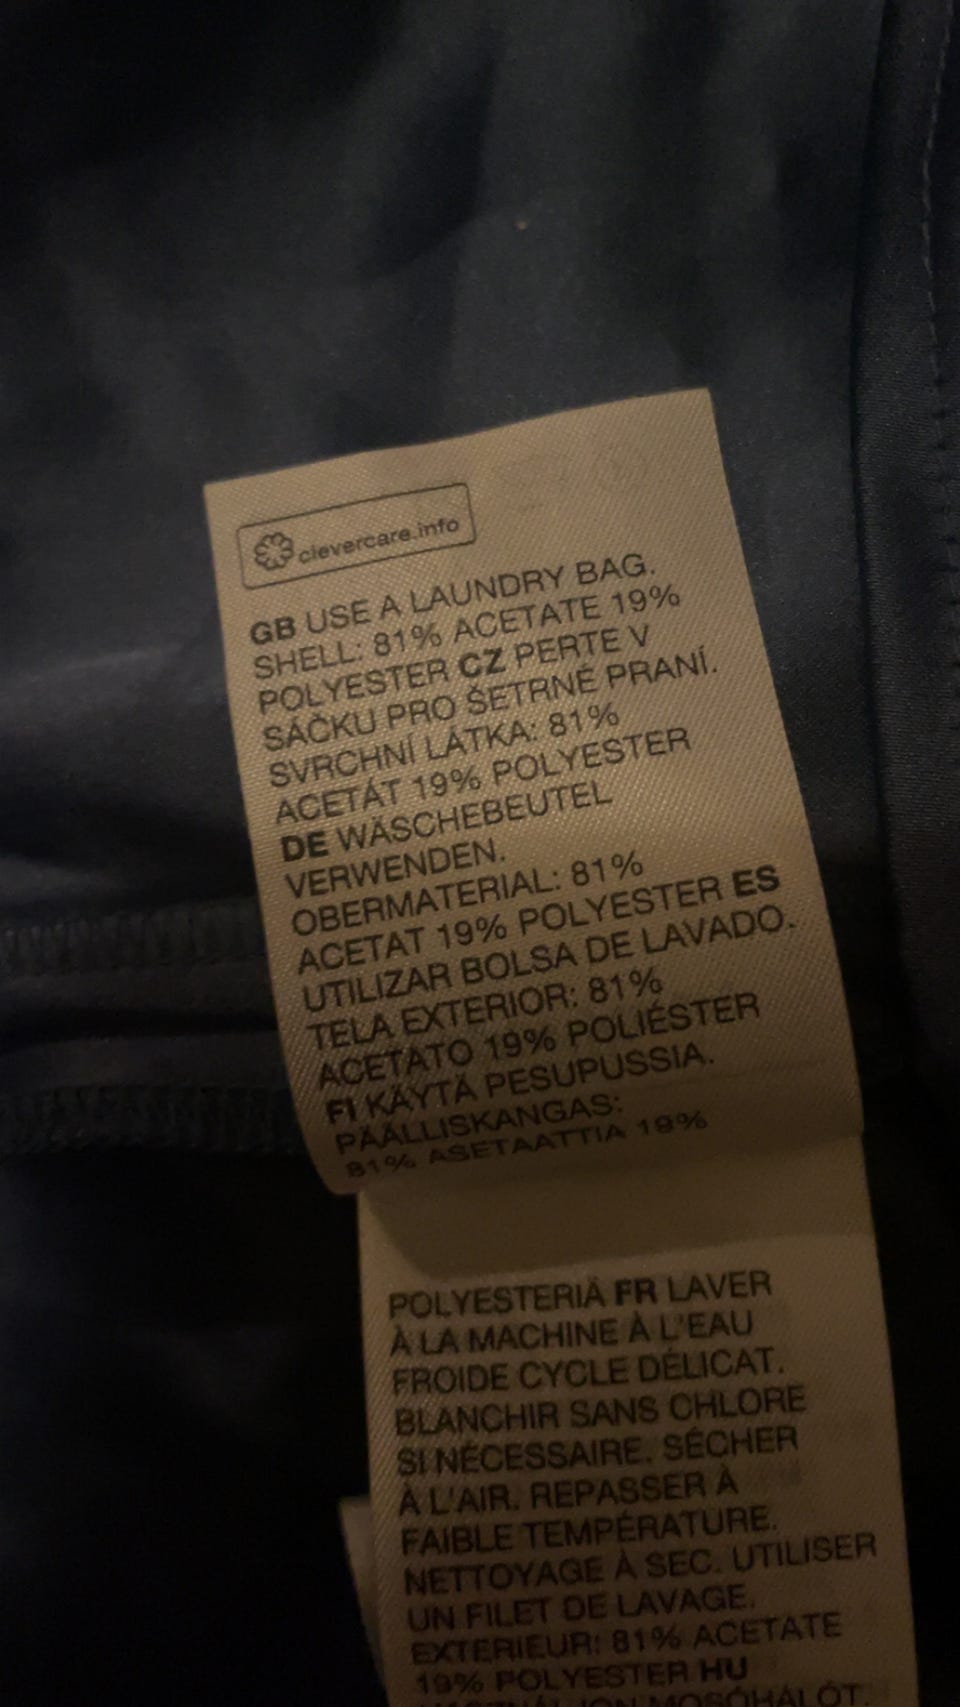 clevercare.info
GB USE A LAUNDRY BAG.
SHELL: 81% ACETATE 19%
POLYESTER CZ PERTE V
SÁČKU PRO ŠETRNÉ PRANÍ.
SVRCHNÍ LÁTKA: 81%
ACETÁT 19% POLYESTER
DE WÄSCHEBEUTEL
VERWENDEN.
OBERMATERIAL: 81%
ACETAT 19% POLYESTER ES
UTILIZAR BOLSA DE LAVADO.
TELA EXTERIOR: 81%
ACETATO 19% POLIÉSTER
FI KÄYTÄ PESUPUSSIA.
PÄÄLLISKANGAS:
81% ASETAATTIA 19%
POLYESTERIÄ FR LAVER
À LA MACHINE À L'EAU
FROIDE CYCLE DÉLICAT.
BLANCHIR SANS CHLORE
SI NÉCESSAIRE. SÉCHER
À L'AIR. REPASSER À
FAIBLE TEMPÉRATURE.
NETTOYAGE À SEC. UTILISER
UN FILET DE LAVAGE.
EXTERIEUR: 81% ACETATE
19% POLYESTER HU
MOSÓHÁLÓT